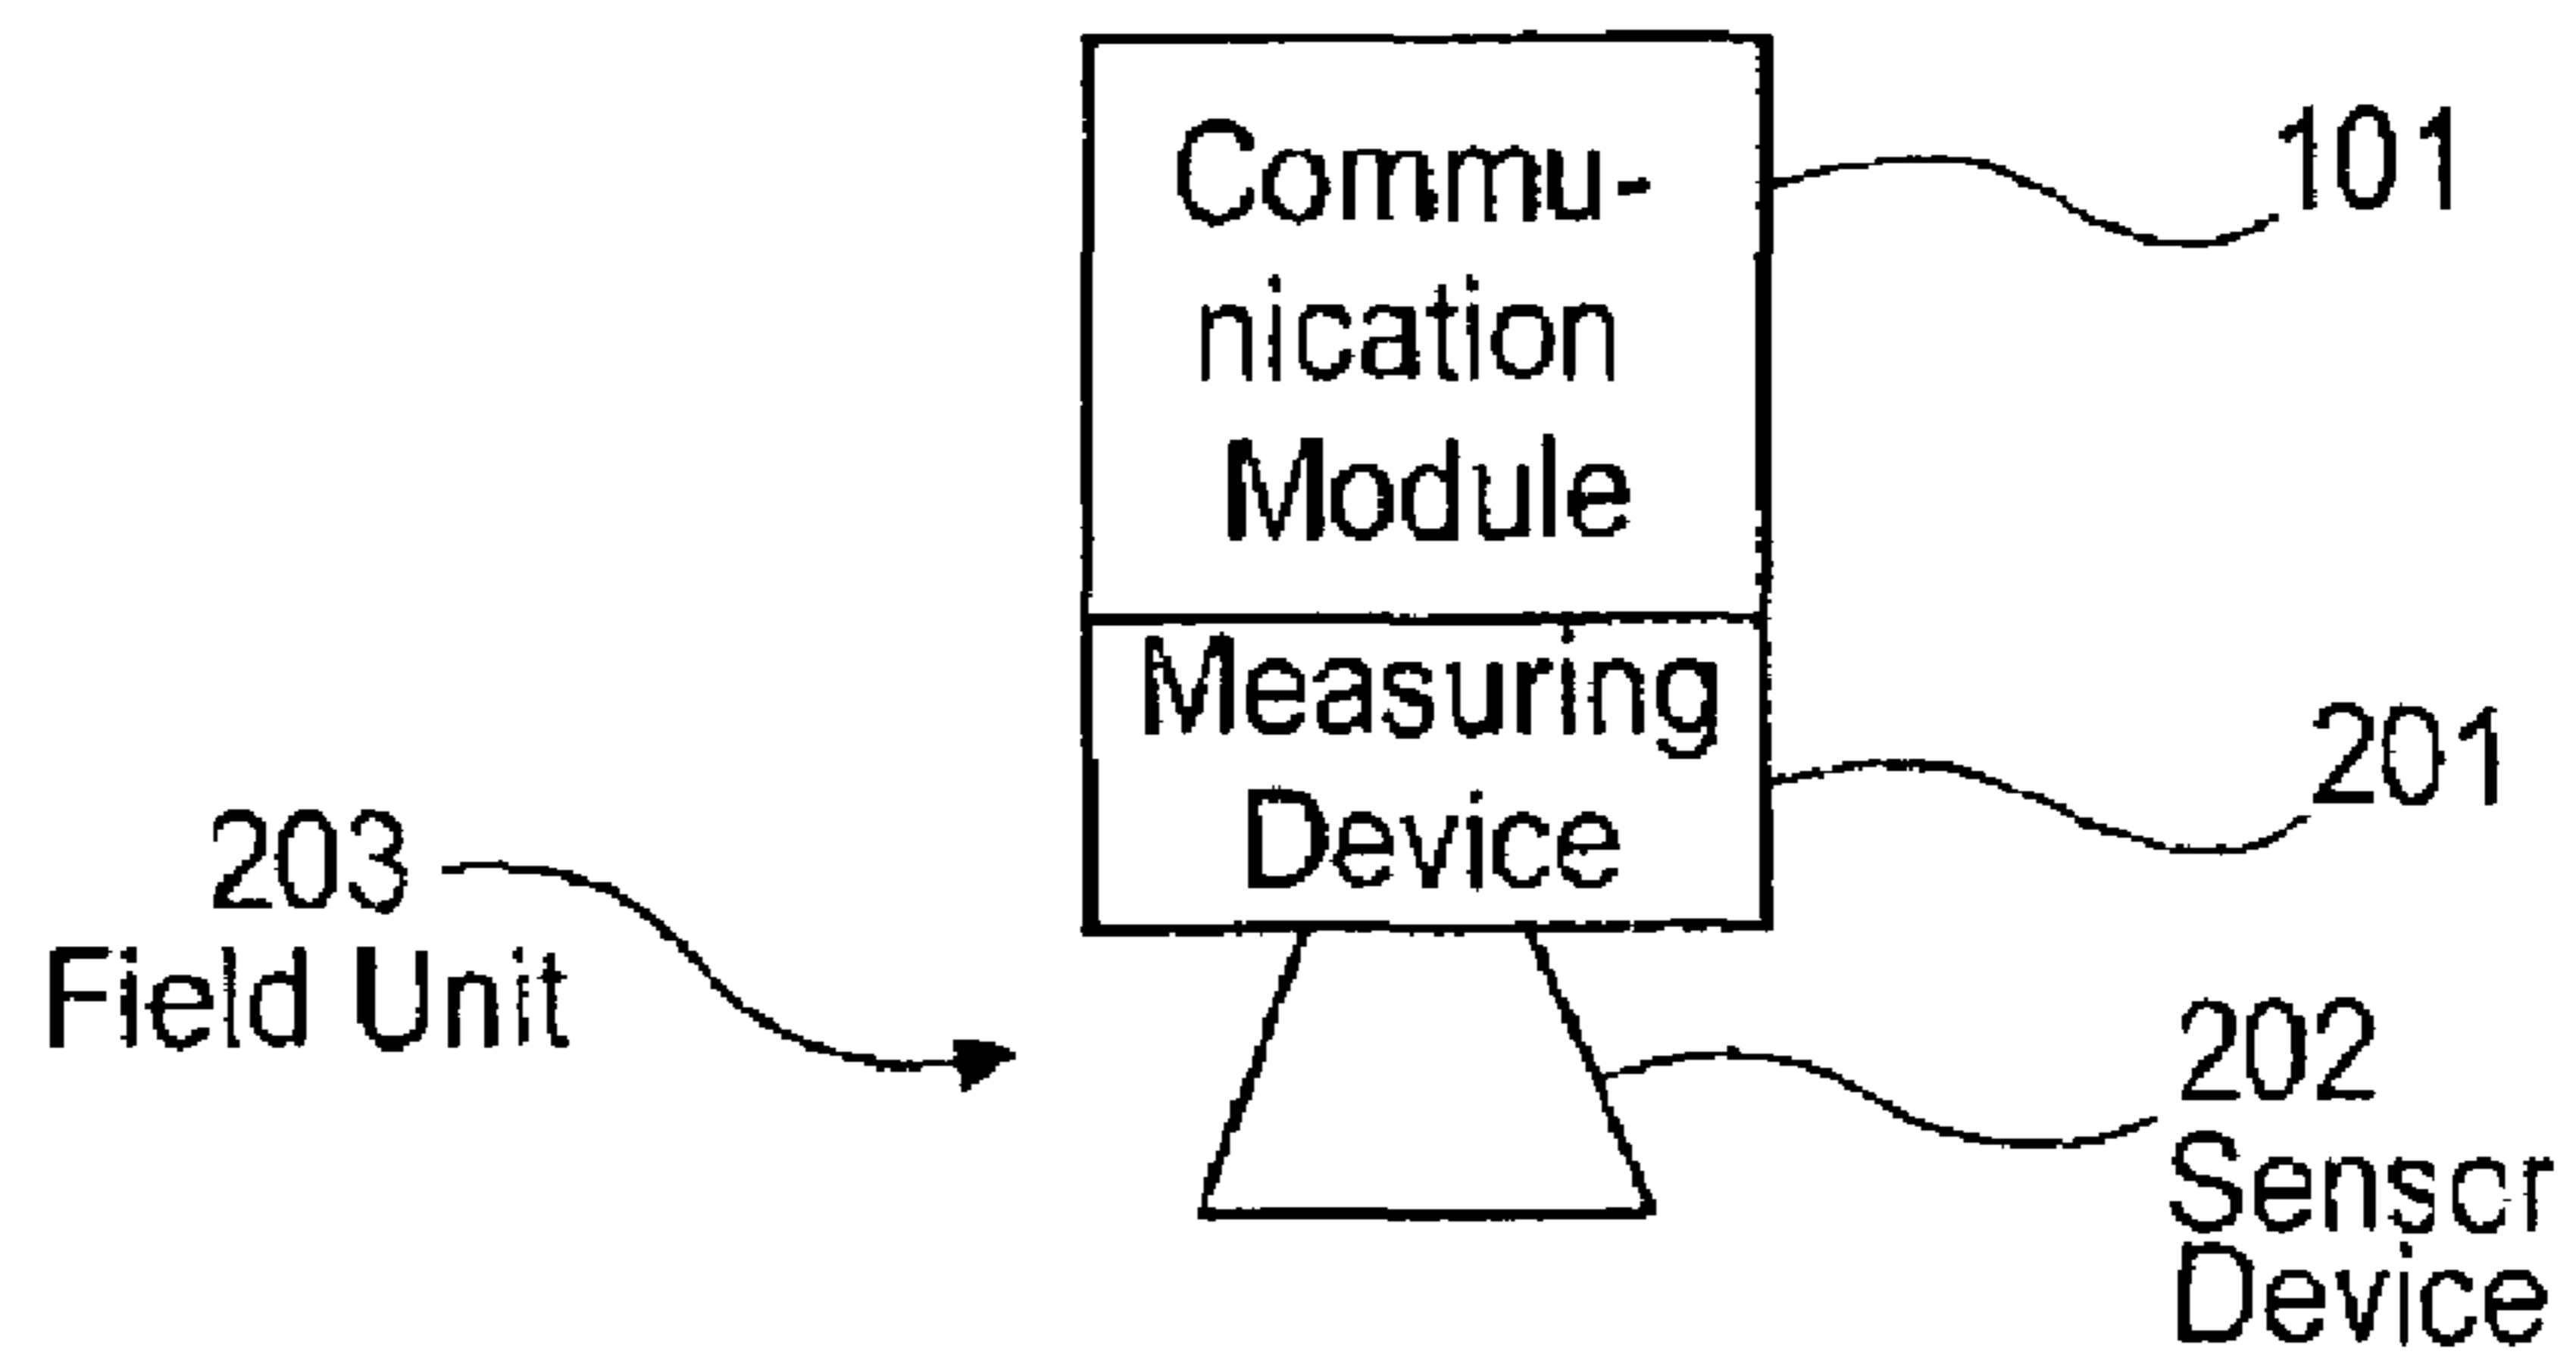 Commu-
nication
Module
101
Measuring
Device
201
203
Field Unit
202
Sensor
Device